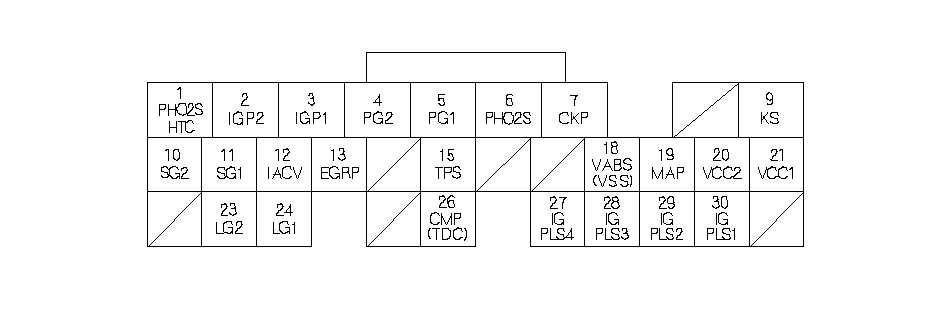 1 2 3 4 5 6 7 9
PHO2S HTC IGP2 IGP1 PG2 PG1 PHO2S CKP KS
10 11 12 13 15 18 19 20 21
SG2 SG1 IACV EGRP TPS VABS (VSS) MAP VCC2 VCC1
23 24 26 27 28 29 30
LG2 LG1 CMP (TDC) IG PLS4 IG PLS3 IG PLS2 IG PLS1